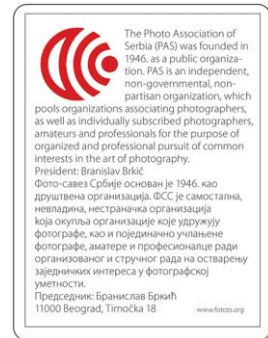 The Photo Association of
Serbia (PAS) was founded in
1946. as a public organiza-
tion. PAS is an independent,
non-governmental, non-
partisan organization, which
pools organizations associating photographers,
as well as individually subscribed photographers,
amateurs and professionals for the purpose of
organized and professional pursuit of common
interests in the art of photography.
President: Branislav Brkić
Фото-савез Србије основан је 1946. као
друштвена организација. ФСС је самостална,
невладина, нестраначка организација
која окупља организације које удружују
фотографе, као и појединачно учлањене
фотографе, аматере и професионалце ради
организованог и стручног рада на остварењу
заједничких интереса у фотографској
уметности.
Председник: Бранислав Бркић
11000 Beograd, Timočka 18 www.fotoss.org